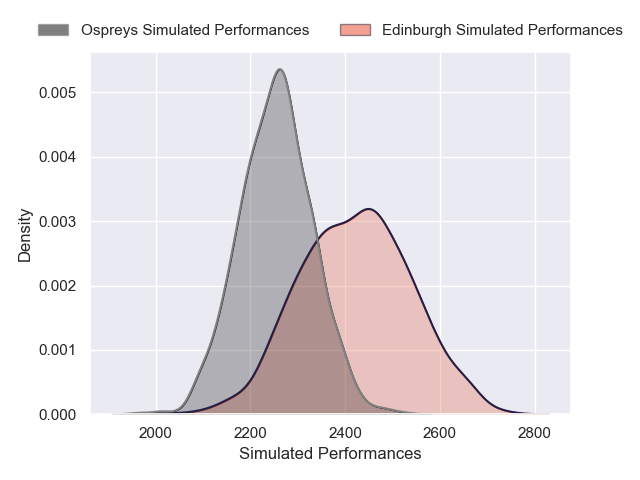 Ospreys Simulated Performances
Edinburgh Simulated Performances
0.005
0.004
0.003
0.002
0.001
0.000
Density
2000
2200
2400
2600
2800
Simulated Performances